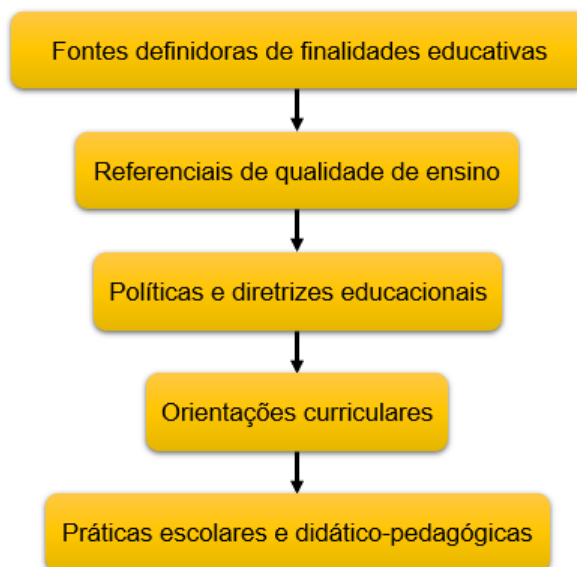 Fontes definidoras de finalidades educativas
Referenciais de qualidade de ensino
Políticas e diretrizes educacionais
Orientações curriculares
Práticas escolares e didático-pedagógicas